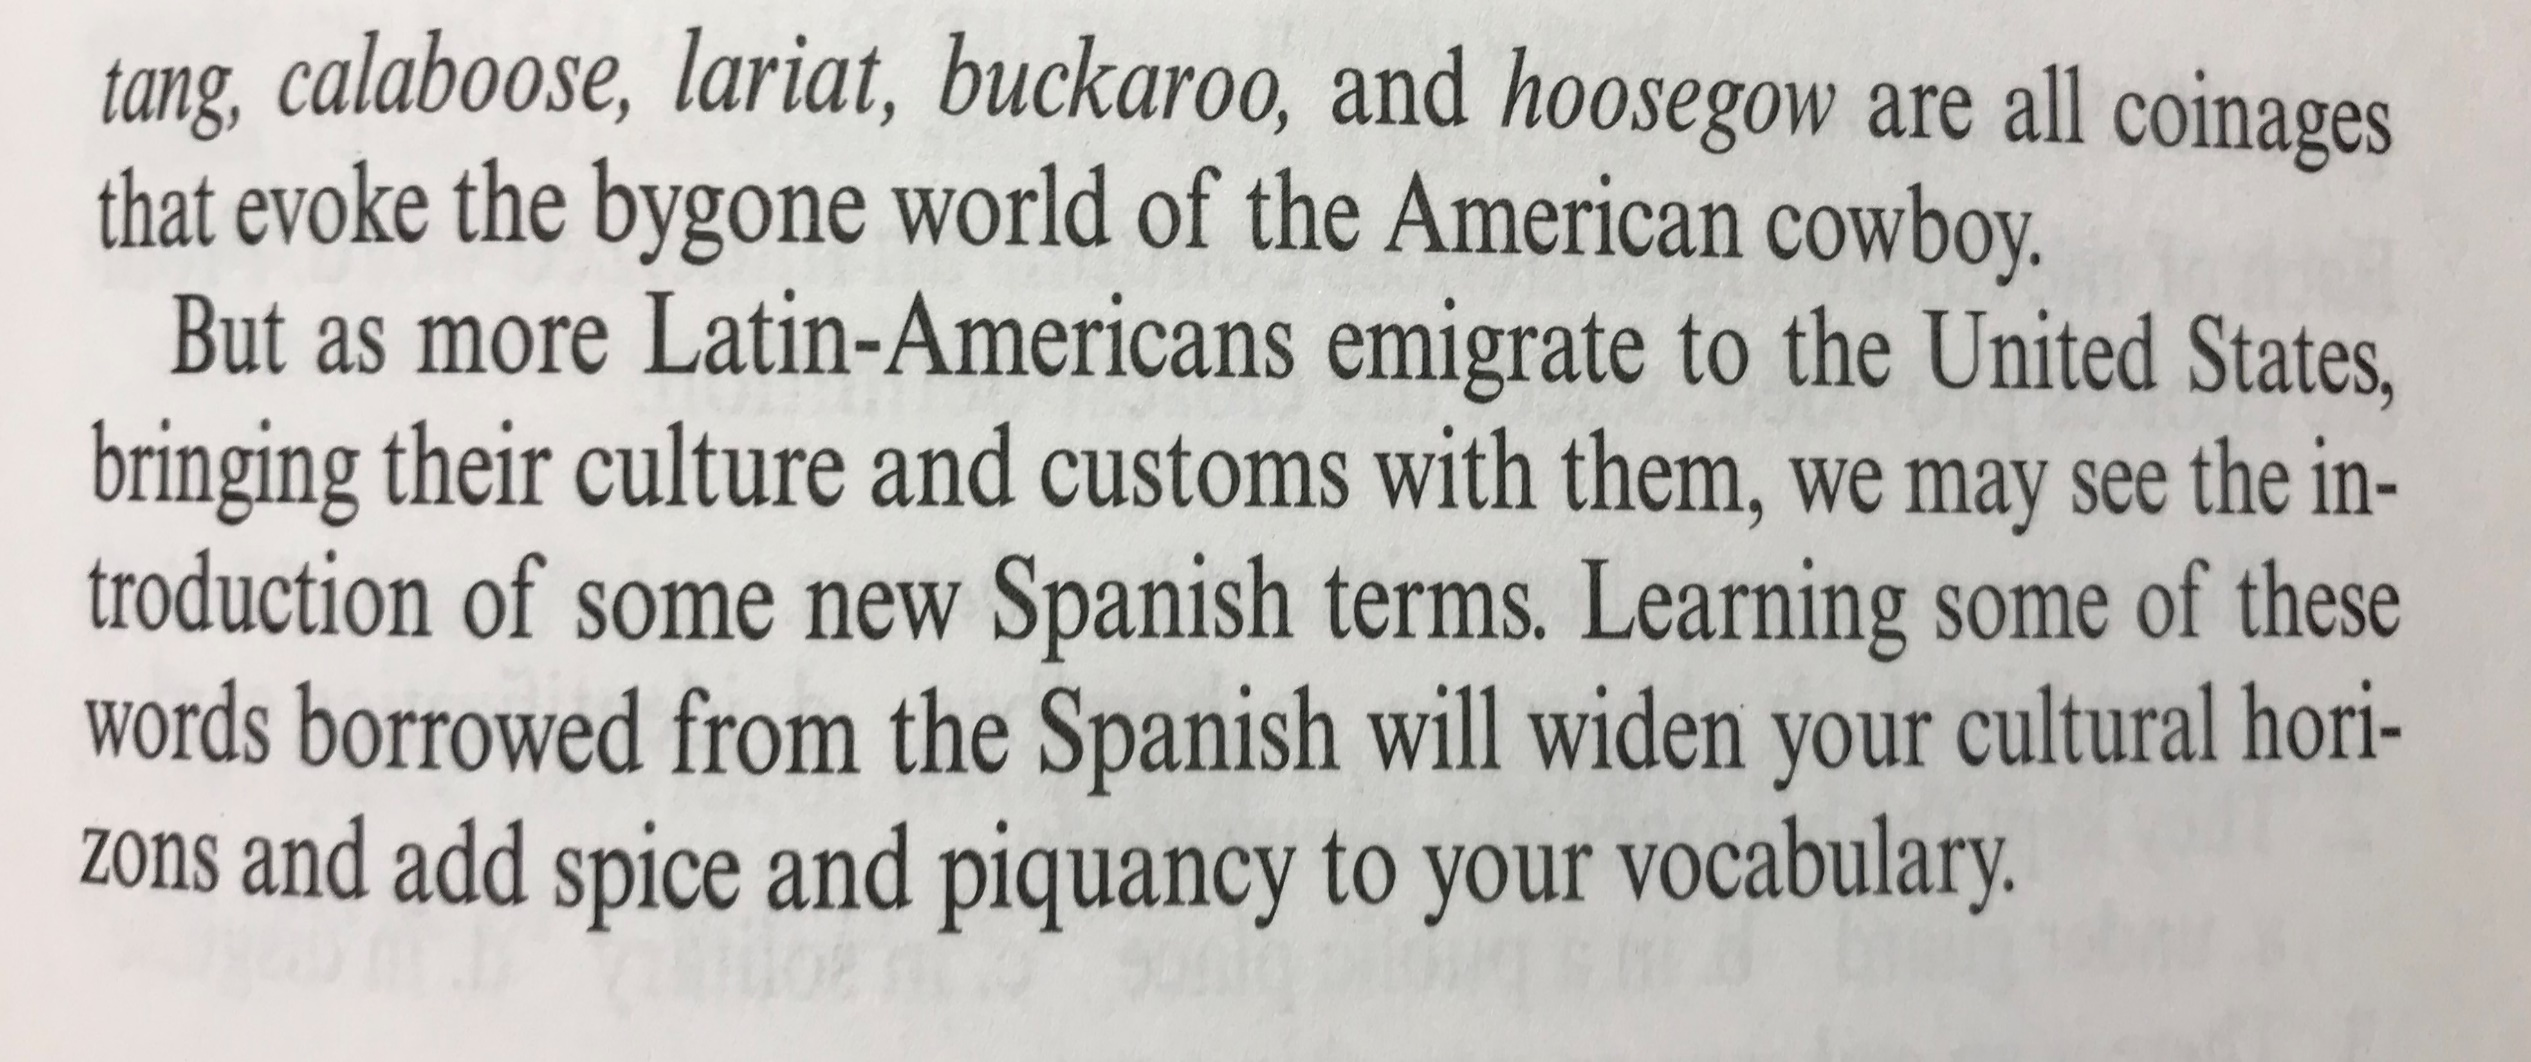 tang, calaboose, lariat, buckaroo, and hoosegow are all coinages
that evoke the bygone world of the American cowboy.
But as more Latin-Americans emigrate to the United States,
bringing their culture and customs with them, we may see the in-
troduction of some new Spanish terms. Learning some of these
words borrowed from the Spanish will widen your cultural hori-
zons and add spice and piquancy to your vocabulary.